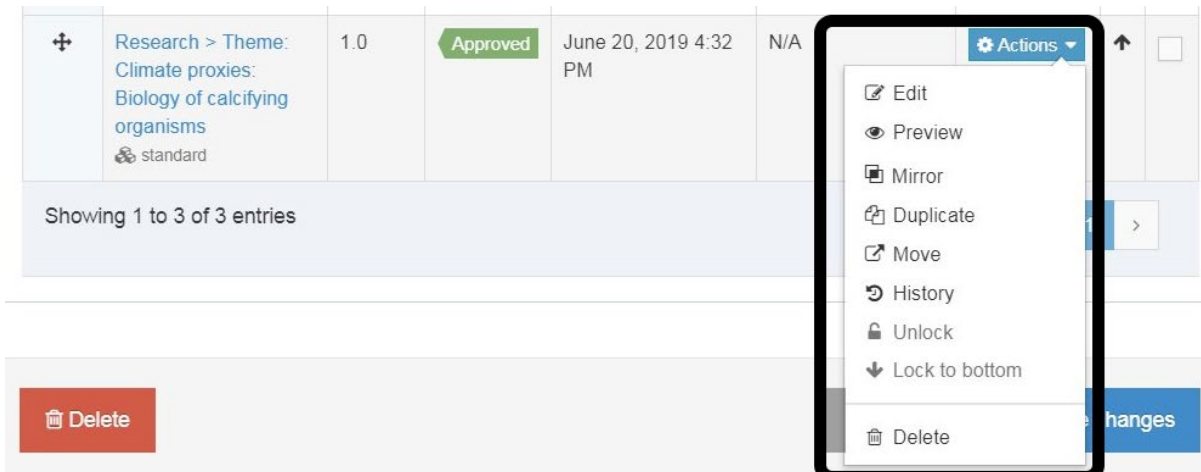 Research > Theme: 1.0 Approved June 20, 2019 4:32 N/A Actions
Climate proxies: PM
Biology of calcifying
organisms
standard
Edit
Preview
Mirror
Duplicate
Move
History
Unlock
Lock to bottom
Delete
Showing 1 to 3 of 3 entries 1 >
Delete hanges